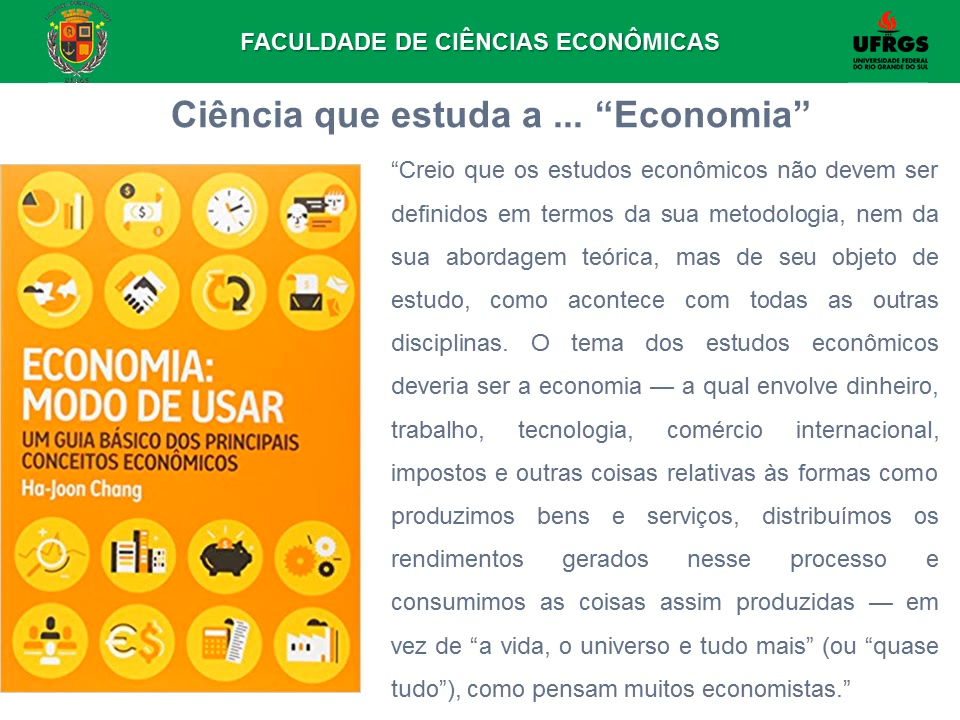 FACULDADE DE CIÊNCIAS ECONÔMICAS
UFRGS
UNIVERSIDADE FEDERAL
DO RIO GRANDE DO SUL
Ciência que estuda a ... “Economia”
ECONOMIA:
MODO DE USAR
UM GUIA BÁSICO DOS PRINCIPAIS
CONCEITOS ECONÔMICOS
Ha-Joon Chang
“Creio que os estudos econômicos não devem ser
definidos em termos da sua metodologia, nem da
sua abordagem teórica, mas de seu objeto de
estudo, como acontece com todas as outras
disciplinas. O tema dos estudos econômicos
deveria ser a economia — a qual envolve dinheiro,
trabalho, tecnologia, comércio internacional,
impostos e outras coisas relativas às formas como
produzimos bens e serviços, distribuímos os
rendimentos gerados nesse processo e
consumimos as coisas assim produzidas — em
vez de “a vida, o universo e tudo mais” (ou “quase
tudo”), como pensam muitos economistas.”